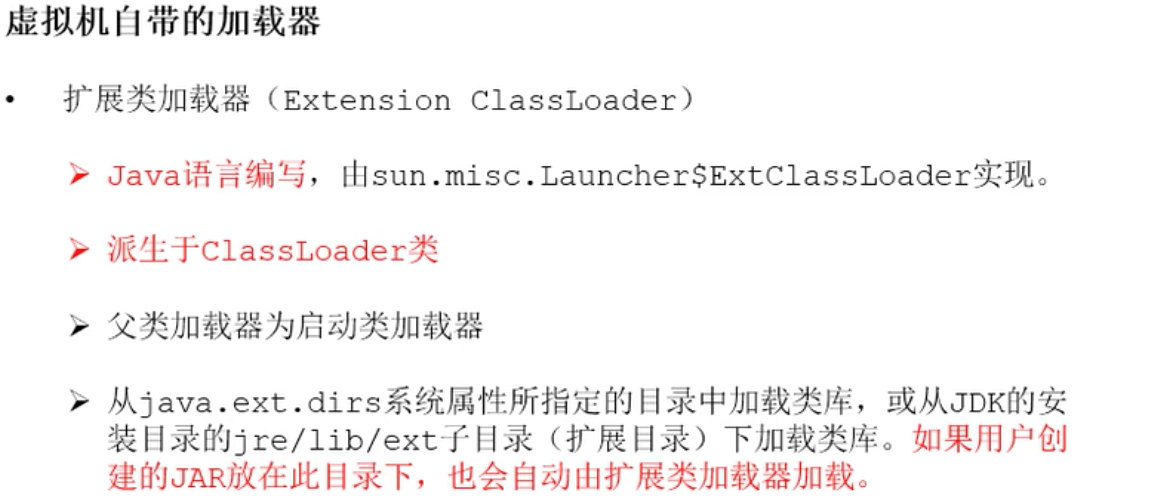 虚拟机自带的加载器
• 扩展类加载器（Extension ClassLoader）
➢ Java语言编写，由sun.misc.Launcher$ExtClassLoader实现。
➢ 派生于ClassLoader类
➢ 父类加载器为启动类加载器
➢ 从java.ext.dirs系统属性所指定的目录中加载类库，或从JDK的安
装目录的jre/lib/ext子目录（扩展目录）下加载类库。如果用户创
建的JAR放在此目录下，也会自动由扩展类加载器加载。